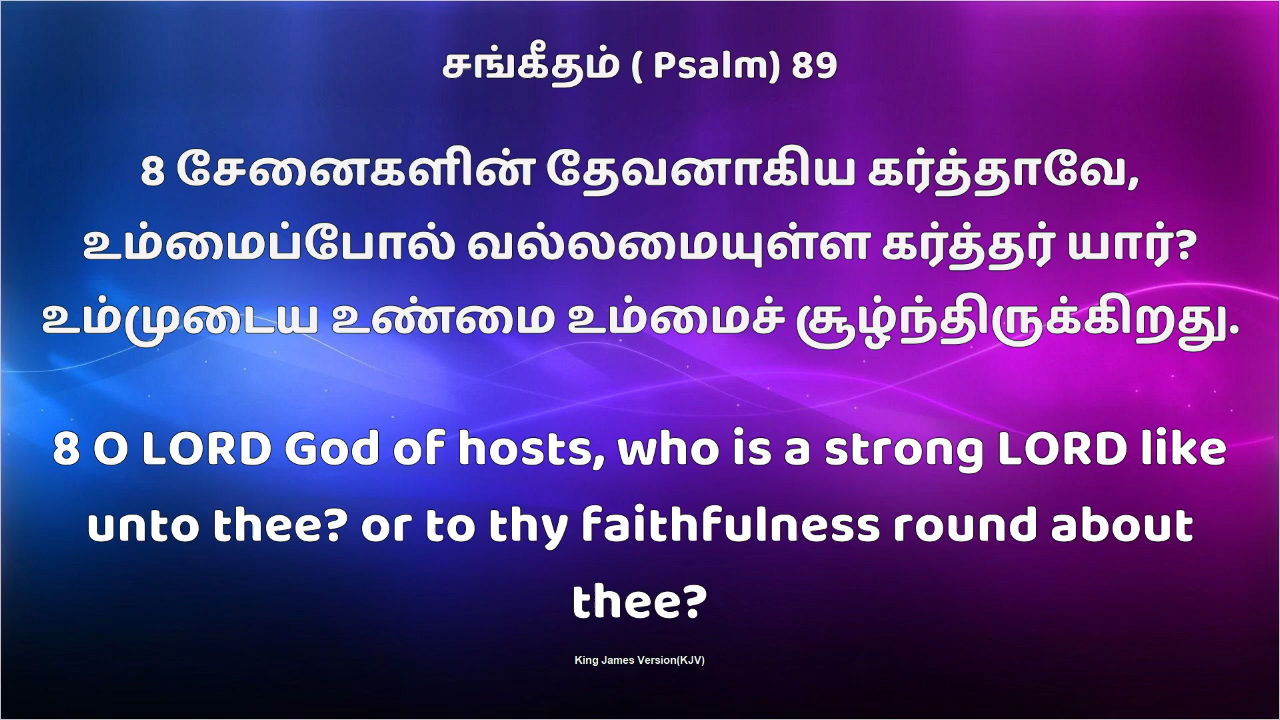 சங்கீதம் ( Psalm) 89
8 சேனைகளின் தேவனாகிய கர்த்தாவே,
உம்மைப்போல் வல்லமையுள்ள கர்த்தர் யார்?
உம்முடைய உண்மை உம்மைச் சூழ்ந்திருக்கிறது.
8 O LORD God of hosts, who is a strong LORD like
unto thee? or to thy faithfulness round about
thee?
King James Version(KJV)